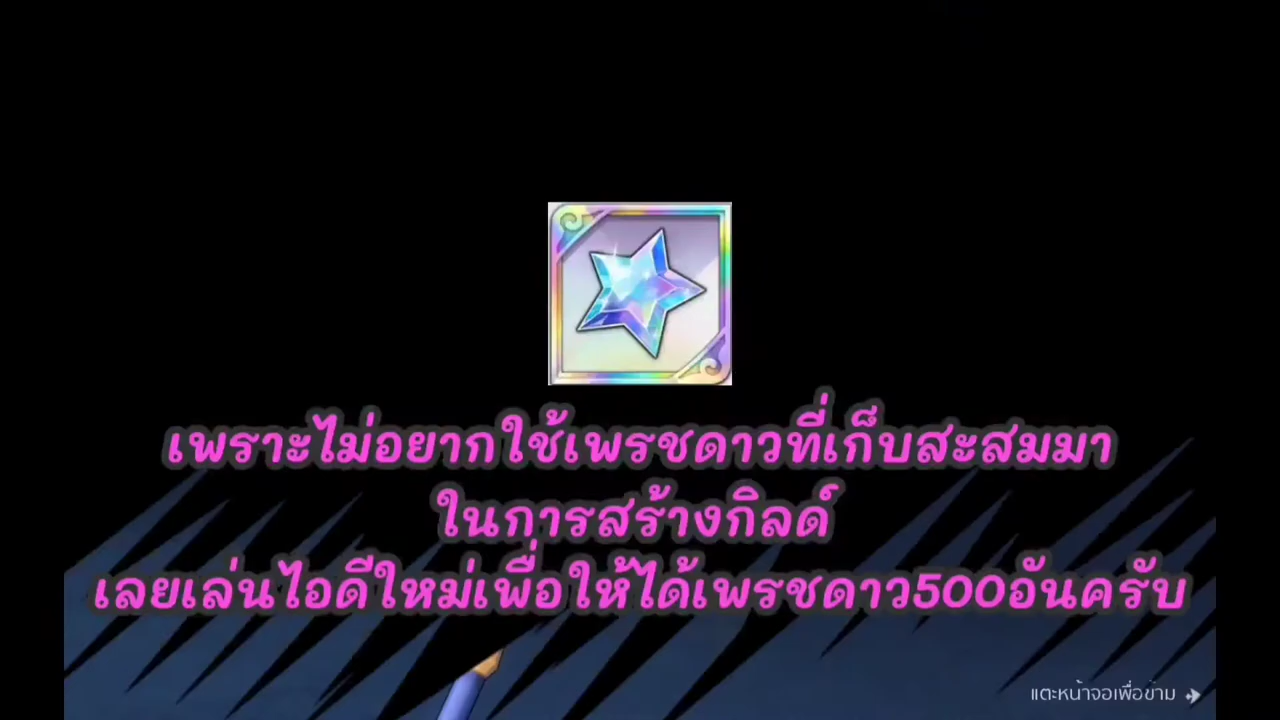 เพราะไม่อยากใช้เพรชดาวที่เก็บสะสมมา
ในการสร้างกิลด์
เลยเล่นไอดีใหม่เพื่อให้ได้เพรชดาว500อันครับ
แตะหน้าจอเพื่อข้าม